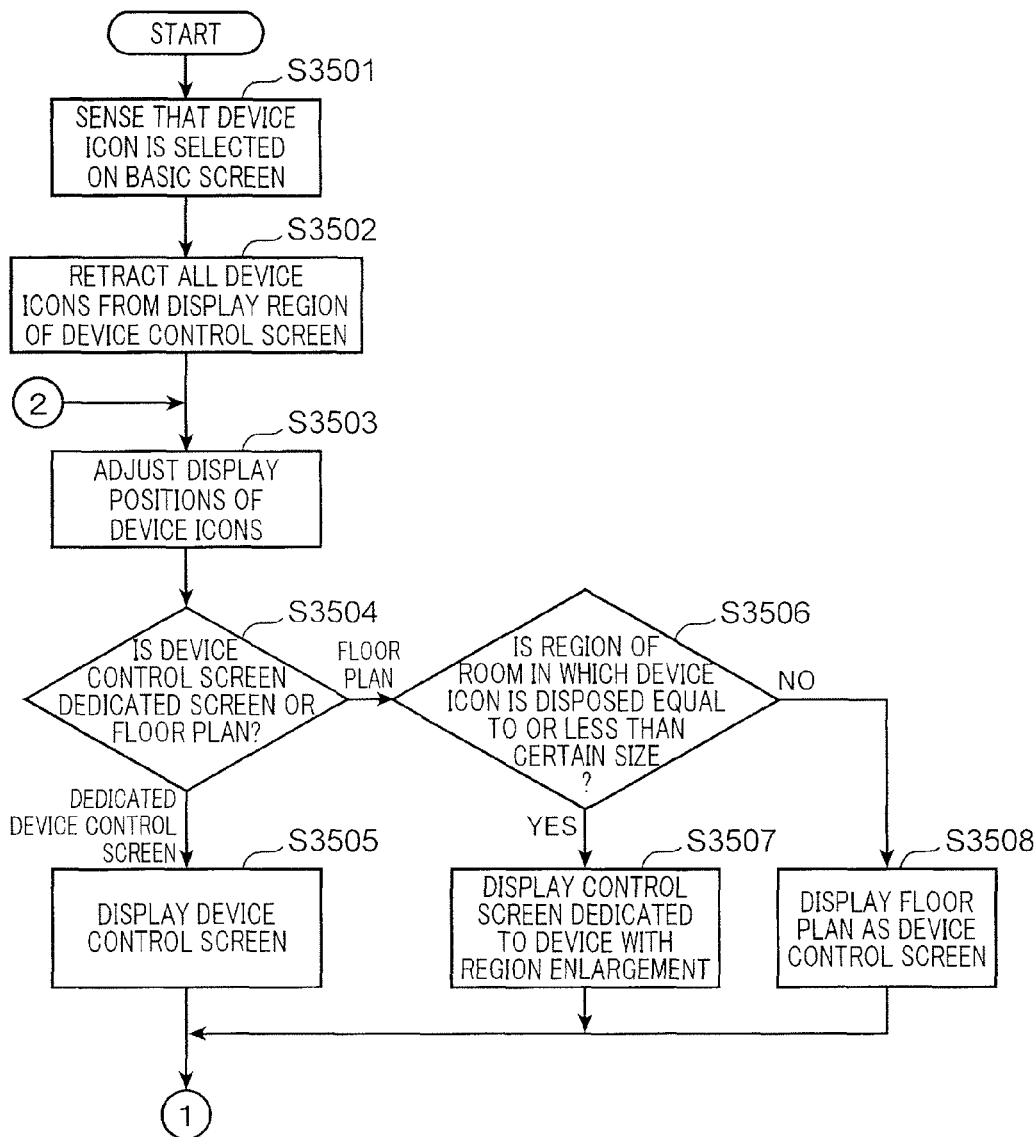 START
S3501
SENSE THAT DEVICE
ICON IS SELECTED
ON BASIC SCREEN
S3502
RETRACT ALL DEVICE
ICONS FROM DISPLAY REGION
OF DEVICE CONTROL SCREEN
2
S3503
ADJUST DISPLAY
POSITIONS OF
DEVICE ICONS
S3504
IS DEVICE
CONTROL SCREEN
DEDICATED SCREEN OR
FLOOR PLAN?
FLOOR
PLAN
DEDICATED
DEVICE CONTROL
SCREEN
S3506
IS REGION OF
ROOM IN WHICH DEVICE
ICON IS DISPOSED EQUAL
TO OR LESS THAN
CERTAIN SIZE
?
NO
YES
S3505
DISPLAY DEVICE
CONTROL SCREEN
S3507
DISPLAY CONTROL
SCREEN DEDICATED
TO DEVICE WITH
REGION ENLARGEMENT
S3508
DISPLAY FLOOR
PLAN AS DEVICE
CONTROL SCREEN
1